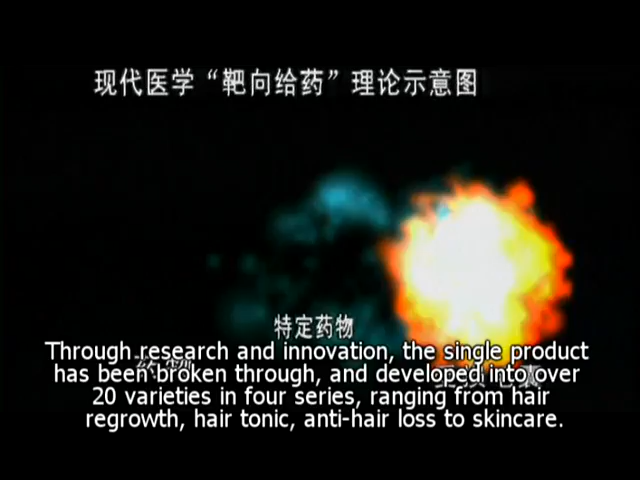 现代医学“靶向给药”理论示意图
特定药物
Through research and innovation, the single product
has been broken through, and developed into over
20 varieties in four series, ranging from hair
regrowth, hair tonic, anti-hair loss to skincare.